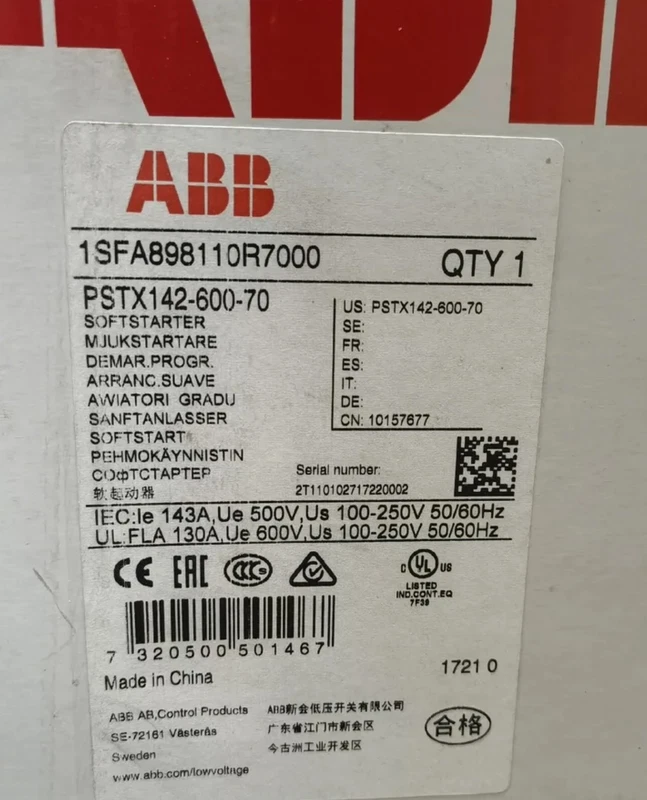 ABB
ABB
1SFA898110R7000 QTY 1
PSTX142-600-70
SOFTSTARTER
MJUKSTARTARE
DEMAR.PROGR.
ARRANC.SUAVE
AWIATORI GRADU
SANFTANLASSER
SOFTSTART
PEHMOKÄYNNISTIN
СОФТСТАРТЕР
软起动器
US: PSTX142-600-70
SE:
FR:
ES:
IT:
DE:
CN: 10157677
Serial number:
2T110102717220002
IEC:Ie 143A,Ue 500V,Us 100-250V 50/60Hz
UL:FLA 130A,Ue 600V,Us 100-250V 50/60Hz
CE EAC CCC S
C UL US
LISTED
IND.CONT.EQ
7F38
7 320500 501467
1721 0
Made in China
ABB AB,Control Products
SE-72161 Västerås
Sweden
www.abb.com/lowvoltage
ABB新会低压开关有限公司
广东省江门市新会区
今古洲工业开发区
合格